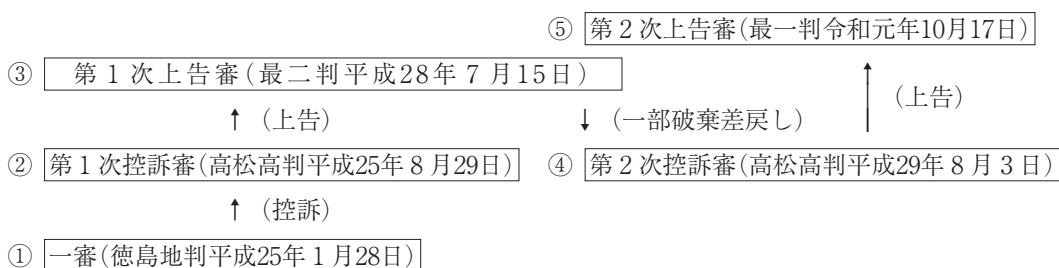 ⑤ 第2次上告審(最一判令和元年10月17日)
③ 第1次上告審(最二判平成28年7月15日)
↑(上告) ↓(一部破棄差戻し) ↑(上告)
② 第1次控訴審(高松高判平成25年8月29日) ④ 第2次控訴審(高松高判平成29年8月3日)
↑(控訴)
① 一審(徳島地判平成25年1月28日)